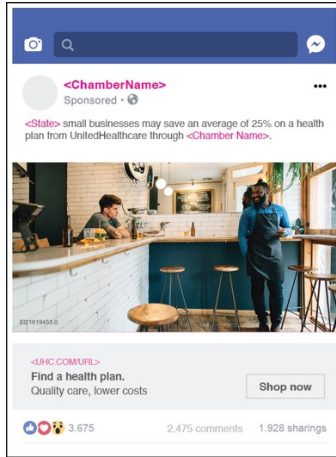 <ChamberName>
Sponsored •
<State> small businesses may save an average of 25% on a health
plan from UnitedHealthcare through <Chamber Name>.
EI21619453.0
<UHC.COM/URL>
Find a health plan.
Quality care, lower costs
Shop now
3.675
2.475 comments
1.928 sharings